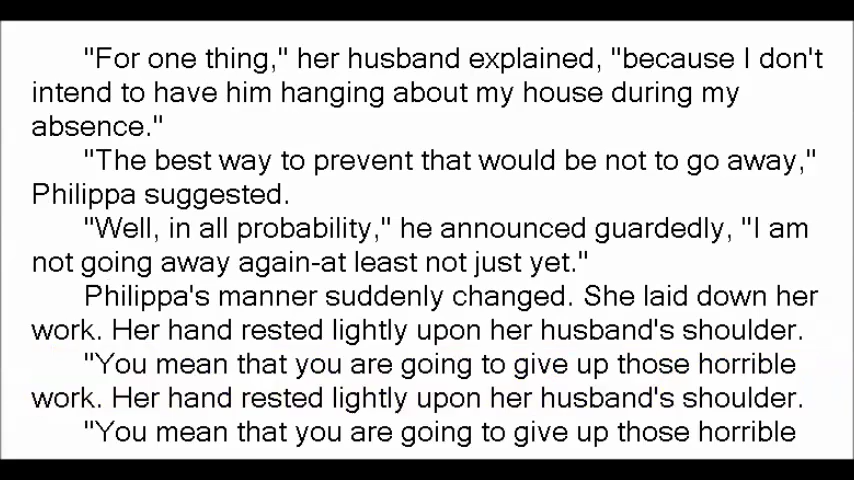 "For one thing," her husband explained, "because I don't
intend to have him hanging about my house during my
absence."
"The best way to prevent that would be not to go away,"
Philippa suggested.
"Well, in all probability," he announced guardedly, "I am
not going away again-at least not just yet."
Philippa's manner suddenly changed. She laid down her
work. Her hand rested lightly upon her husband's shoulder.
"You mean that you are going to give up those horrible
work. Her hand rested lightly upon her husband's shoulder.
"You mean that you are going to give up those horrible